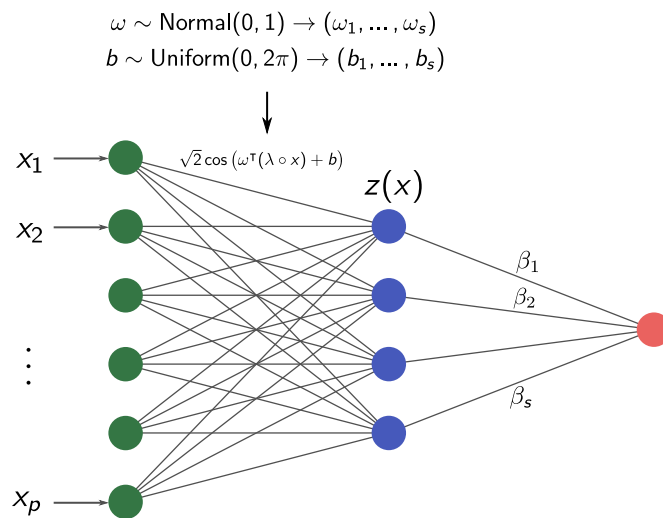 ω ∼ Normal(0, 1) → (ω₁, ... , ωₛ)
b ∼ Uniform(0, 2π) → (b₁, ... , bₛ)
√2 cos (ωᵀ(λ ∘ x) + b)
x₁
z(x)
x₂
β₁
β₂
⋮
βₛ
xₚ